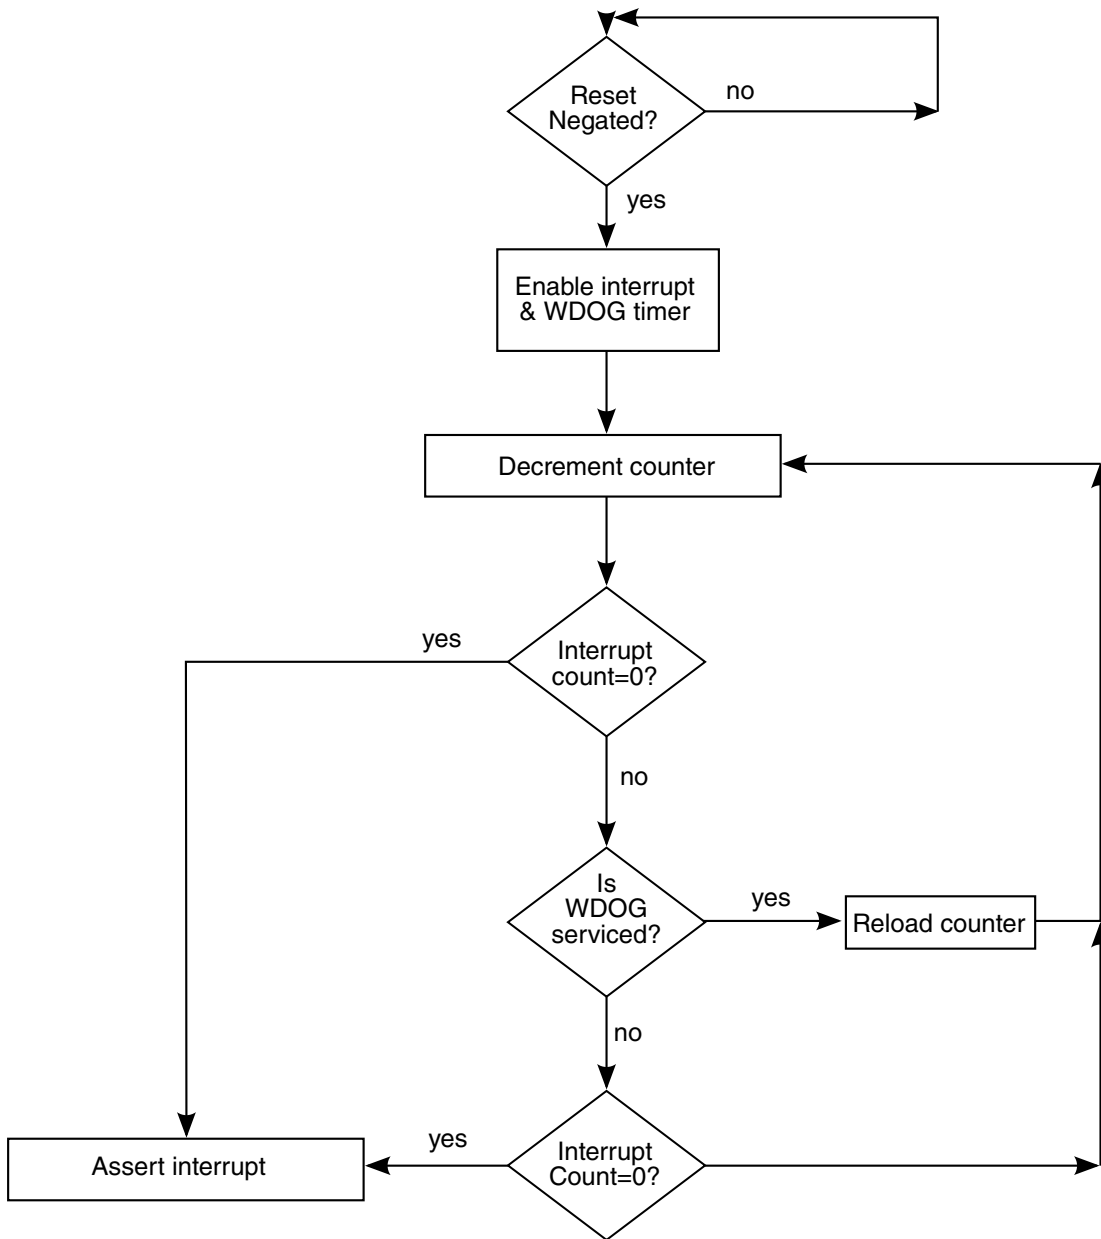 Reset
Negated?
no
yes
Enable interrupt
& WDOG timer
Decrement counter
yes
Interrupt
count=0?
no
Is
WDOG
serviced?
yes
Reload counter
no
Assert interrupt
yes
Interrupt
Count=0?